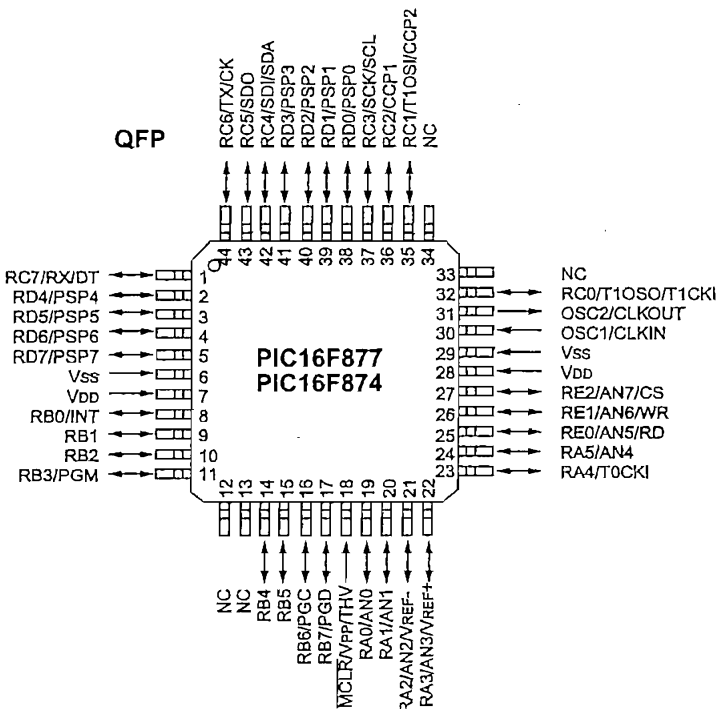 QFP
RC6/TX/CK
RC5/SDO
RC4/SDI/SDA
RD3/PSP3
RD2/PSP2
RD1/PSP1
RD0/PSP0
RC3/SCK/SCL
RC2/CCP1
RC1/T1OSI/CCP2
NC
44
43
42
41
40
39
38
37
36
35
34
RC7/RX/DT
RD4/PSP4
RD5/PSP5
RD6/PSP6
RD7/PSP7
VSS
VDD
RB0/INT
RB1
RB2
RB3/PGM
1
2
3
4
5
6
7
8
9
10
11
PIC16F877
PIC16F874
33
32
31
30
29
28
27
26
25
24
23
NC
RC0/T1OSO/T1CKI
OSC2/CLKOUT
OSC1/CLKIN
VSS
VDD
RE2/AN7/CS
RE1/AN6/WR
RE0/AN5/RD
RA5/AN4
RA4/T0CKI
12
13
14
15
16
17
18
19
20
21
22
NC
NC
RB4
RB5
RB6/PGC
RB7/PGD
MCLR/VPP/THV
RA0/AN0
RA1/AN1
RA2/AN2/VREF-
RA3/AN3/VREF+